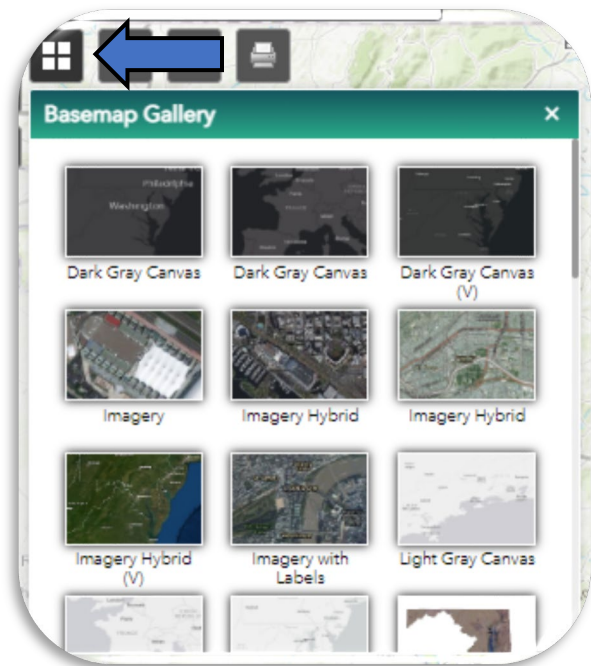 Basemap Gallery ×
Dark Gray Canvas
Dark Gray Canvas
Dark Gray Canvas
(V)
Imagery
Imagery Hybrid
Imagery Hybrid
Imagery Hybrid
(V)
Imagery with
Labels
Light Gray Canvas
Philadelphia
Washington